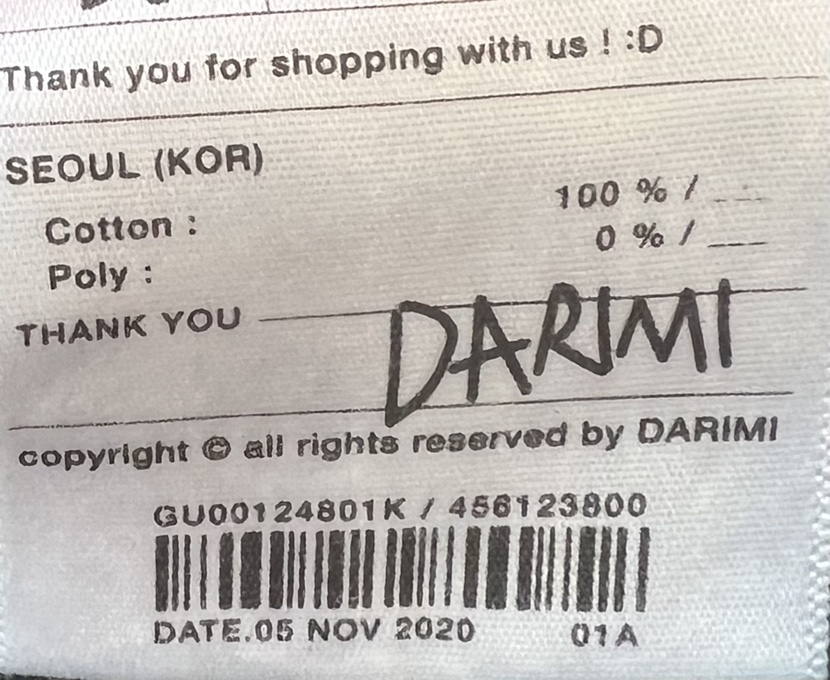 Thank you for shopping with us ! :D
SEOUL (KOR)
Cotton : 100 % / ___
Poly : 0 % / ___
THANK YOU DARIMI
copyright © all rights reserved by DARIMI
GU00124801K / 456123800
DATE.05 NOV 2020 01A